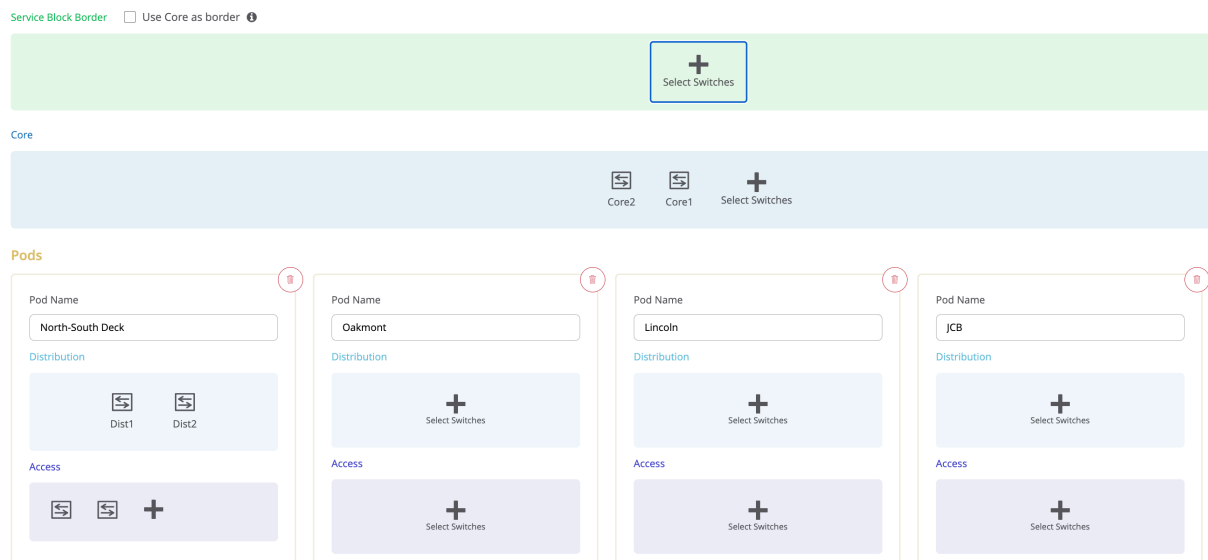 Service Block Border Use Core as border
Select Switches
Core
Core2 Core1 Select Switches
Pods
Pod Name Pod Name Pod Name Pod Name
North-South Deck Oakmont Lincoln JCB
Distribution Distribution Distribution Distribution
Dist1 Dist2 Select Switches Select Switches Select Switches
Access Access Access Access
Select Switches Select Switches Select Switches